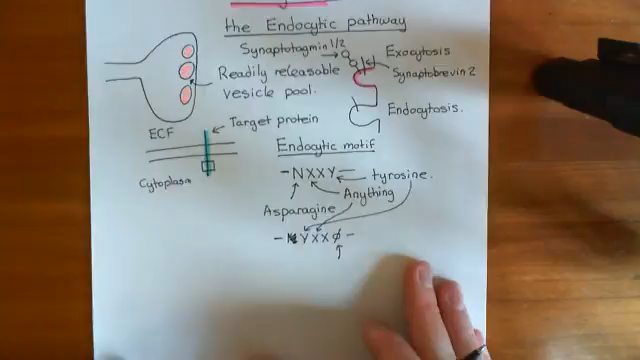 the Endocytic pathway
Synaptotagmin 1/2
Exocytosis
Synaptobrevin 2
Readily releasable
vesicle pool.
Endocytosis.
ECF
Target protein
Cytoplasm
Endocytic motif
-NXXY-
tyrosine.
Anything
Asparagine
-YXXØ-